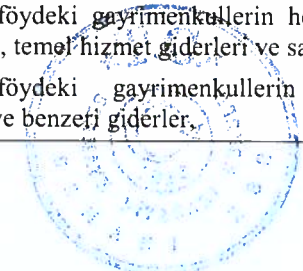 föydeki gayrimenkullerin
, temel hizmet giderleri ve
föydeki gayrimenkullerin
ve benzeri giderler,